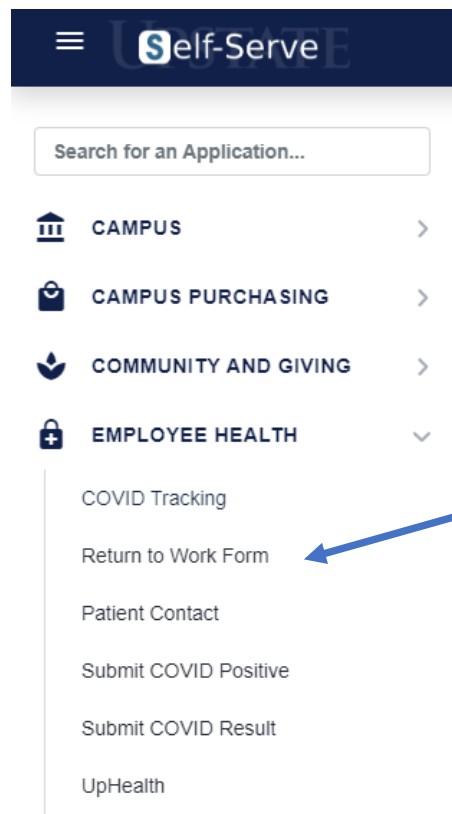 UPSTATE
Self-Serve
Search for an Application...
CAMPUS
CAMPUS PURCHASING
COMMUNITY AND GIVING
EMPLOYEE HEALTH
COVID Tracking
Return to Work Form
Patient Contact
Submit COVID Positive
Submit COVID Result
UpHealth